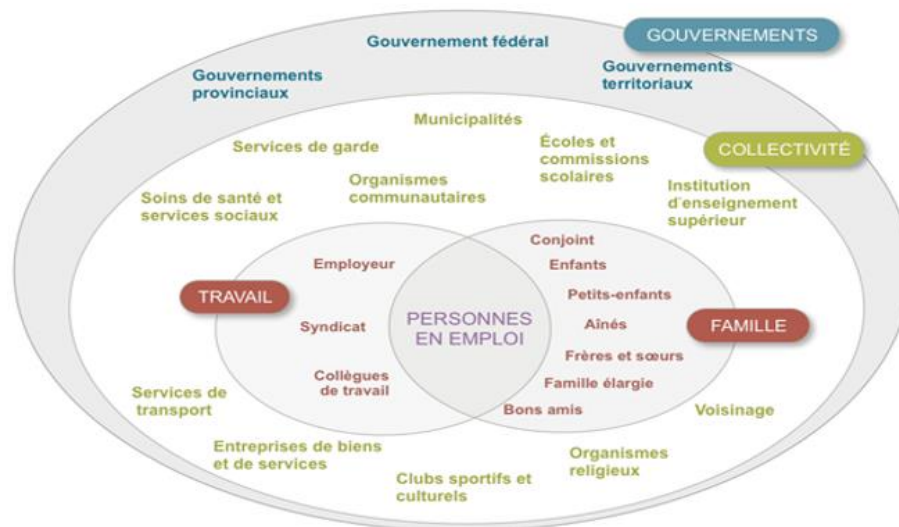 GOUVERNEMENTS
Gouvernement fédéral
Gouvernements
provinciaux
Gouvernements
territoriaux
COLLECTIVITÉ
Municipalités
Services de garde
Écoles et
commissions
scolaires
Soins de santé et
services sociaux
Organismes
communautaires
Institution
d'enseignement
supérieur
TRAVAIL
Employeur
Syndicat
Collègues
de travail
PERSONNES
EN EMPLOI
Conjoint
Enfants
Petits-enfants
Aînés
Frères et sœurs
Famille élargie
Bons amis
FAMILLE
Services de
transport
Voisinage
Entreprises de biens
et de services
Clubs sportifs et
culturels
Organismes
religieux